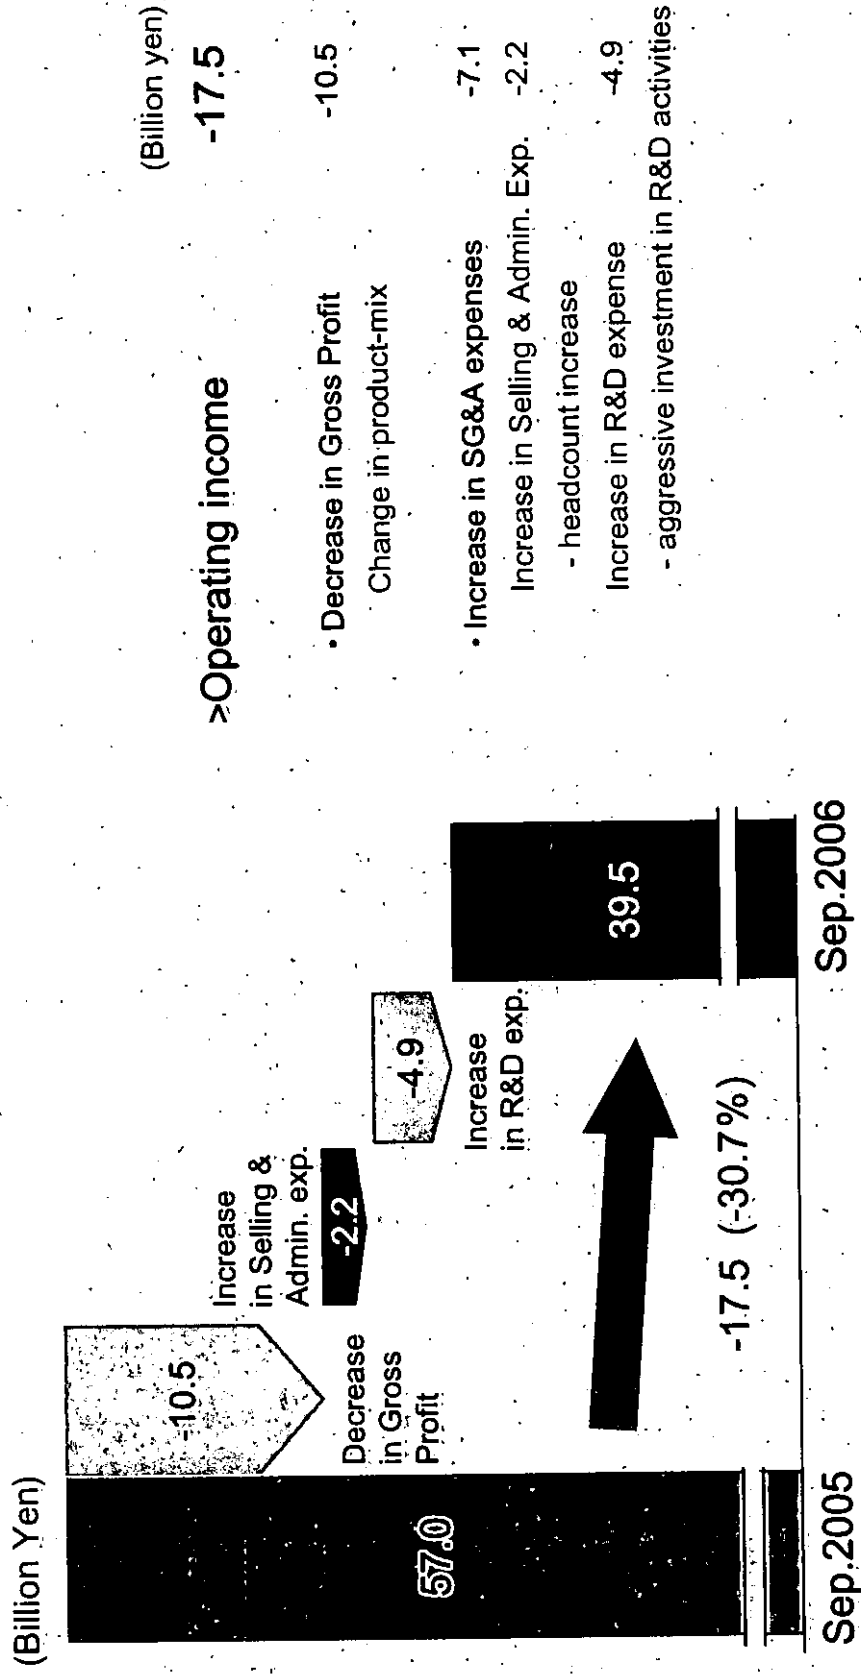 (Billion Yen)
57.0
Sep.2005
-10.5
Decrease
in Gross
Profit
Increase
in Selling &
Admin. exp.
-2.2
-4.9
Increase
in R&D exp.
-17.5 (-30.7%)
39.5
Sep.2006
(Billion yen)
>Operating income -17.5
• Decrease in Gross Profit -10.5
Change in product-mix
• Increase in SG&A expenses -7.1
Increase in Selling & Admin. Exp. -2.2
- headcount increase
Increase in R&D expense -4.9
- aggressive investment in R&D activities